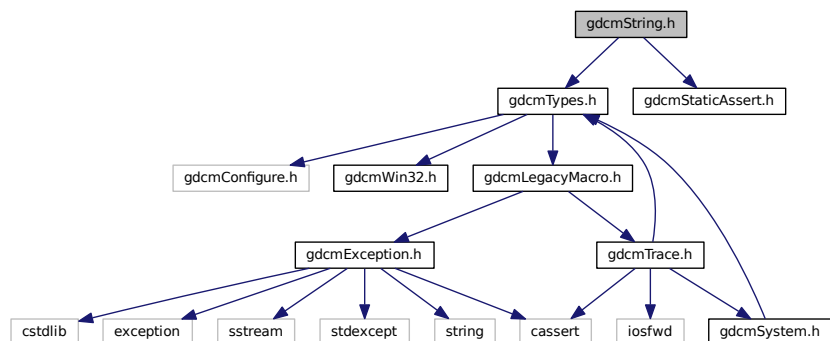 gdcmString.h
gdcmTypes.h gdcmStaticAssert.h
gdcmConfigure.h gdcmWin32.h gdcmLegacyMacro.h
gdcmException.h gdcmTrace.h
cstdlib exception sstream stdexcept string cassert iosfwd gdcmSystem.h